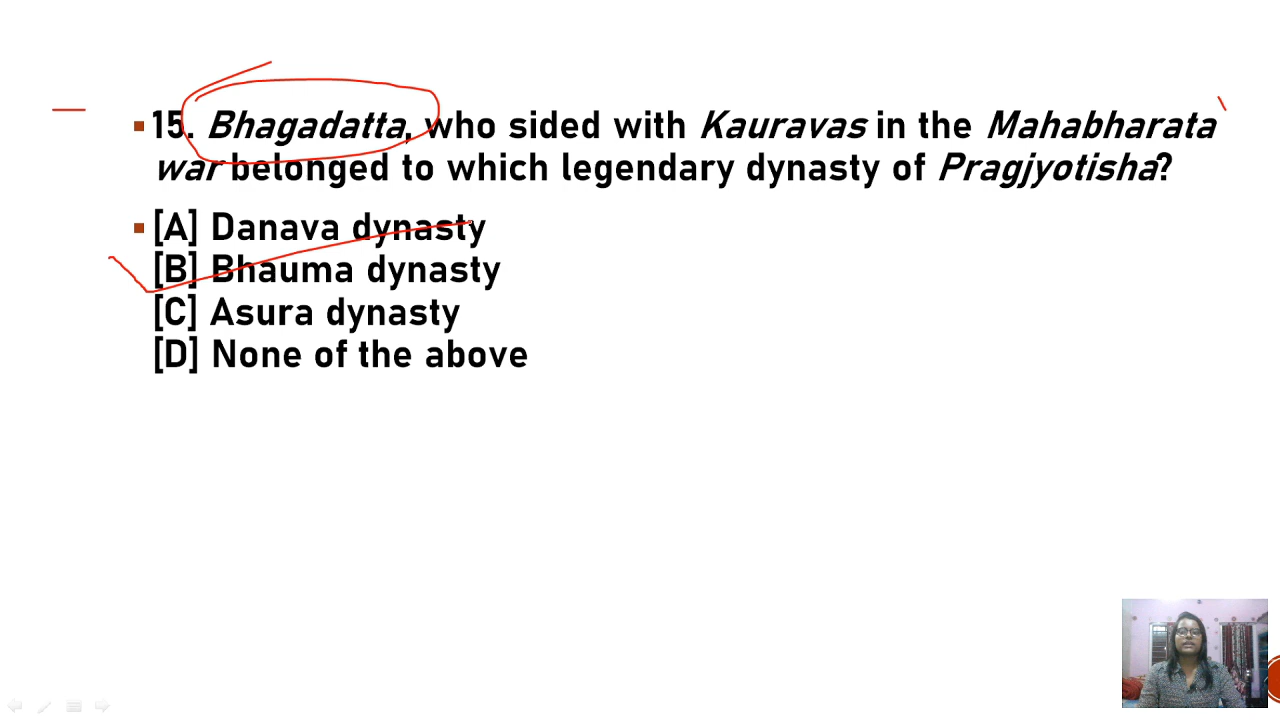 15. Bhagadatta, who sided with Kauravas in the Mahabharata
war belonged to which legendary dynasty of Pragjyotisha?
[A] Danava dynasty
[B] Bhauma dynasty
[C] Asura dynasty
[D] None of the above